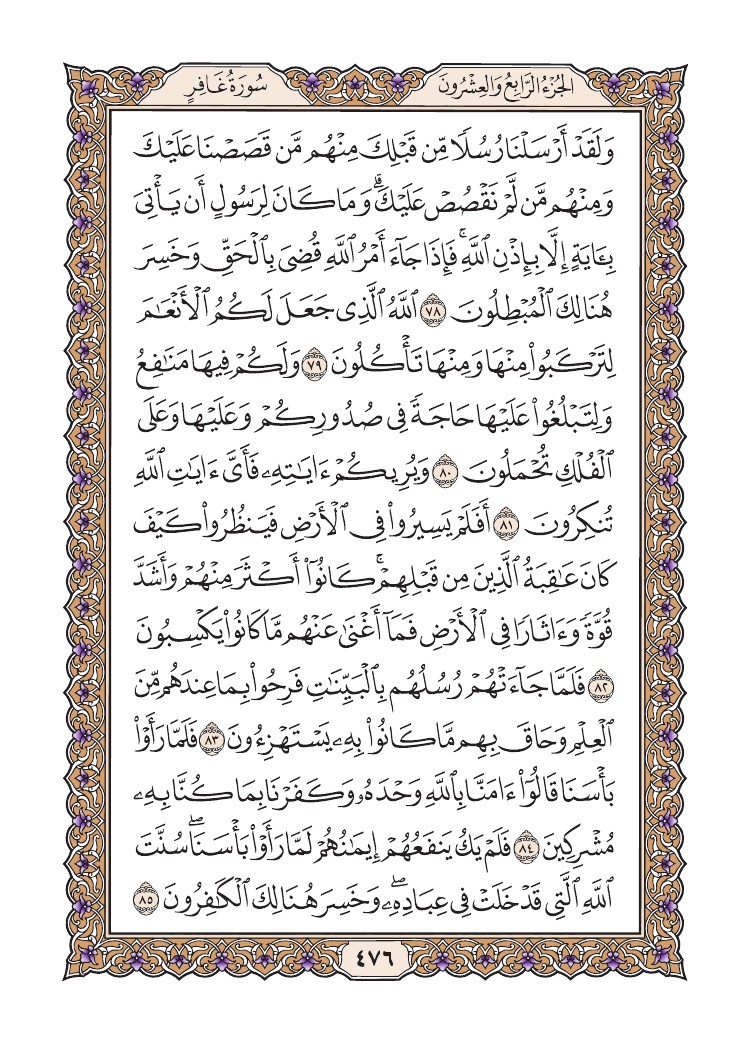 الجُزْءُ الرَّابِعُ وَالعِشْرُونَ
سُورَةُ غَافِرٍ
وَلَقَدْ أَرْسَلْنَا رُسُلًا مِّن قَبْلِكَ مِنْهُم مَّن قَصَصْنَا عَلَيْكَ
وَمِنْهُم مَّن لَّمْ نَقْصُصْ عَلَيْكَۗ وَمَا كَانَ لِرَسُولٍ أَن يَأْتِىَ
بِـَٔايَةٍ إِلَّا بِإِذْنِ ٱللَّهِۚ فَإِذَا جَآءَ أَمْرُ ٱللَّهِ قُضِىَ بِٱلْحَقِّ وَخَسِرَ
هُنَالِكَ ٱلْمُبْطِلُونَ ٧٨ ٱللَّهُ ٱلَّذِى جَعَلَ لَكُمُ ٱلْأَنْعَٰمَ
لِتَرْكَبُوا۟ مِنْهَا وَمِنْهَا تَأْكُلُونَ ٧٩ وَلَكُمْ فِيهَا مَنَٰفِعُ
وَلِتَبْلُغُوا۟ عَلَيْهَا حَاجَةً فِى صُدُورِكُمْ وَعَلَيْهَا وَعَلَى
ٱلْفُلْكِ تُحْمَلُونَ ٨٠ وَيُرِيكُمْ ءَايَٰتِهِۦ فَأَىَّ ءَايَٰتِ ٱللَّهِ
تُنكِرُونَ ٨١ أَفَلَمْ يَسِيرُوا۟ فِى ٱلْأَرْضِ فَيَنظُرُوا۟ كَيْفَ
كَانَ عَٰقِبَةُ ٱلَّذِينَ مِن قَبْلِهِمْۚ كَانُوٓا۟ أَكْثَرَ مِنْهُمْ وَأَشَدَّ
قُوَّةً وَءَاثَارًا فِى ٱلْأَرْضِ فَمَآ أَغْنَىٰ عَنْهُم مَّا كَانُوا۟ يَكْسِبُونَ
٨٢ فَلَمَّا جَآءَتْهُمْ رُسُلُهُم بِٱلْبَيِّنَٰتِ فَرِحُوا۟ بِمَا عِندَهُم مِّنَ
ٱلْعِلْمِ وَحَاقَ بِهِم مَّا كَانُوا۟ بِهِۦ يَسْتَهْزِءُونَ ٨٣ فَلَمَّا رَأَوْا۟
بَأْسَنَا قَالُوٓا۟ ءَامَنَّا بِٱللَّهِ وَحْدَهُۥ وَكَفَرْنَا بِمَا كُنَّا بِهِۦ
مُشْرِكِينَ ٨٤ فَلَمْ يَكُ يَنفَعُهُمْ إِيمَٰنُهُمْ لَمَّا رَأَوْا۟ بَأْسَنَاۖ سُنَّتَ
ٱللَّهِ ٱلَّتِى قَدْ خَلَتْ فِى عِبَادِهِۦۖ وَخَسِرَ هُنَالِكَ ٱلْكَٰفِرُونَ ٨٥
٤٧٦